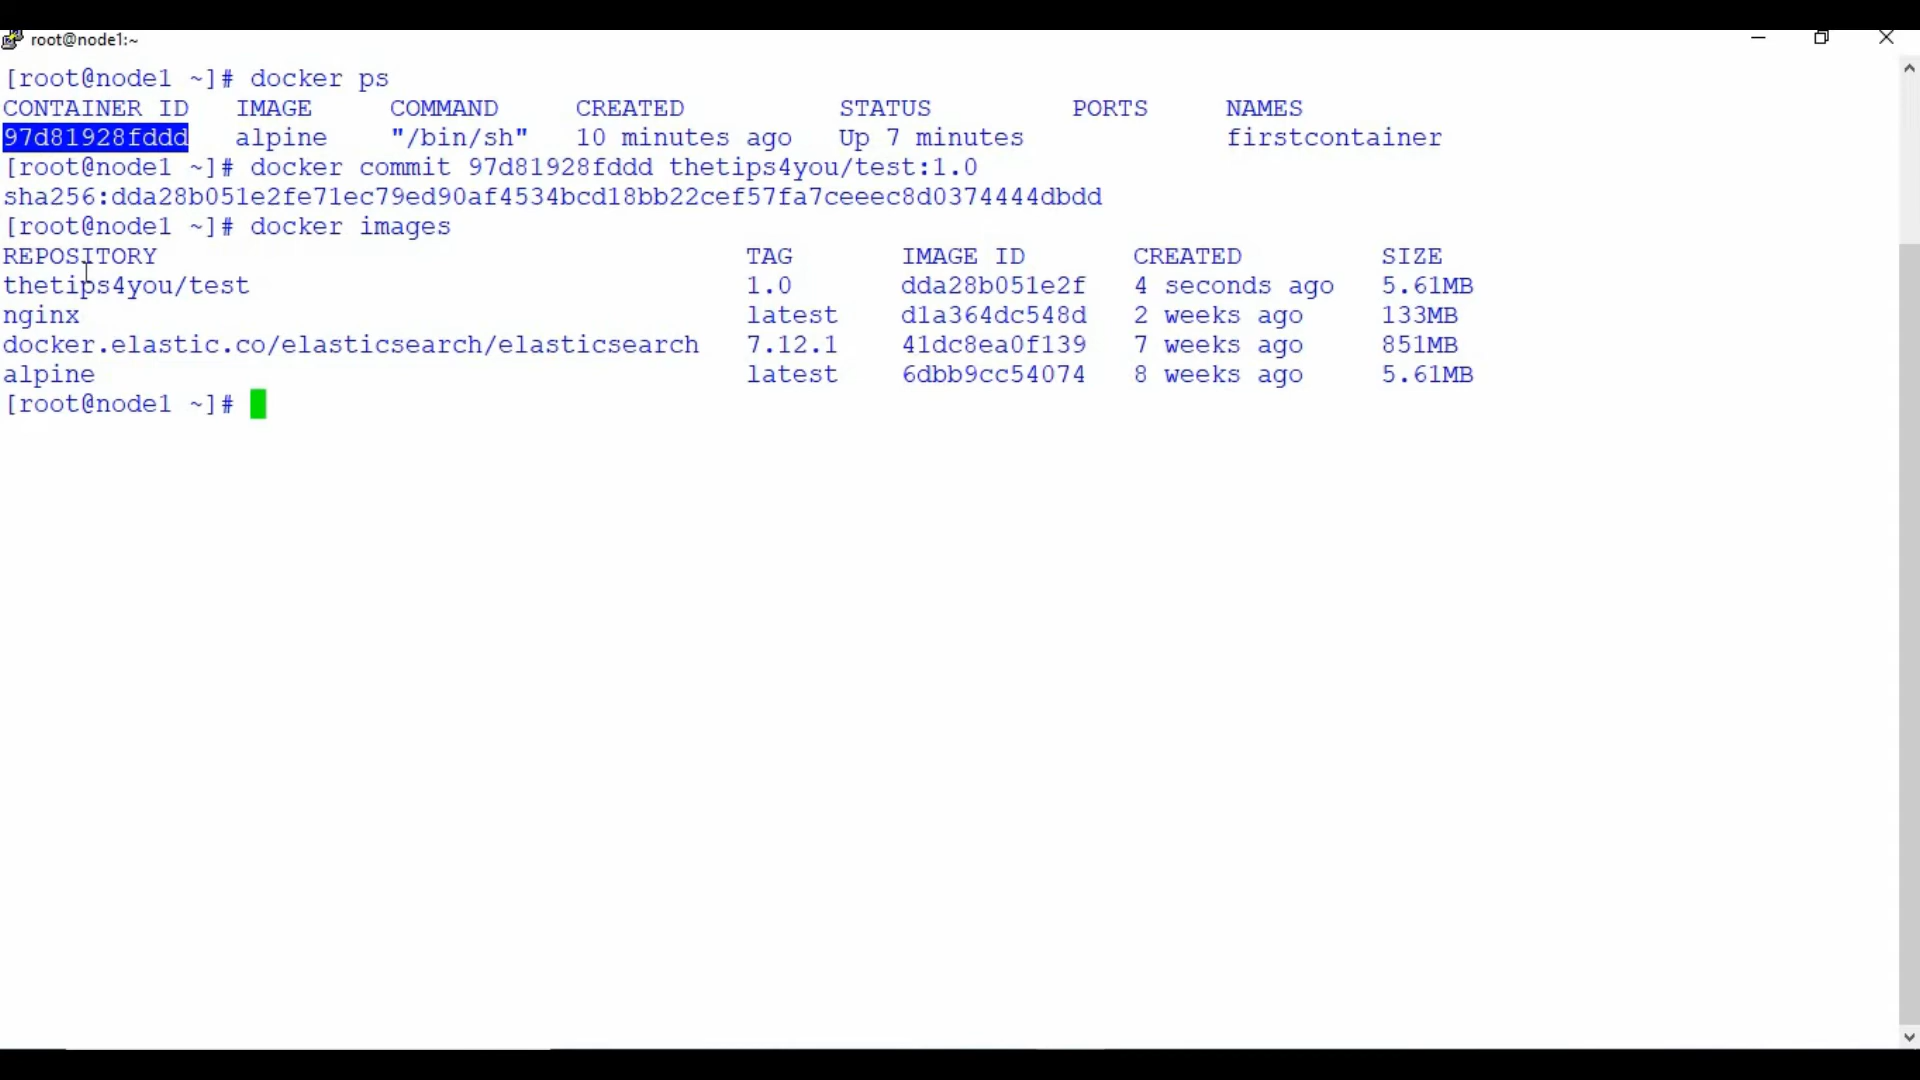 root@node1:~
[root@node1 ~]# docker ps
CONTAINER ID   IMAGE     COMMAND     CREATED          STATUS         PORTS     NAMES
97d81928fddd   alpine    "/bin/sh"   10 minutes ago   Up 7 minutes             firstcontainer
[root@node1 ~]# docker commit 97d81928fddd thetips4you/test:1.0
sha256:dda28b051e2fe71ec79ed90af4534bcd18bb22cef57fa7ceeec8d0374444dbdd
[root@node1 ~]# docker images
REPOSITORY                                      TAG       IMAGE ID       CREATED         SIZE
thetips4you/test                                1.0       dda28b051e2f   4 seconds ago   5.61MB
nginx                                           latest    d1a364dc548d   2 weeks ago     133MB
docker.elastic.co/elasticsearch/elasticsearch   7.12.1    41dc8ea0f139   7 weeks ago     851MB
alpine                                          latest    6dbb9cc54074   8 weeks ago     5.61MB
[root@node1 ~]#